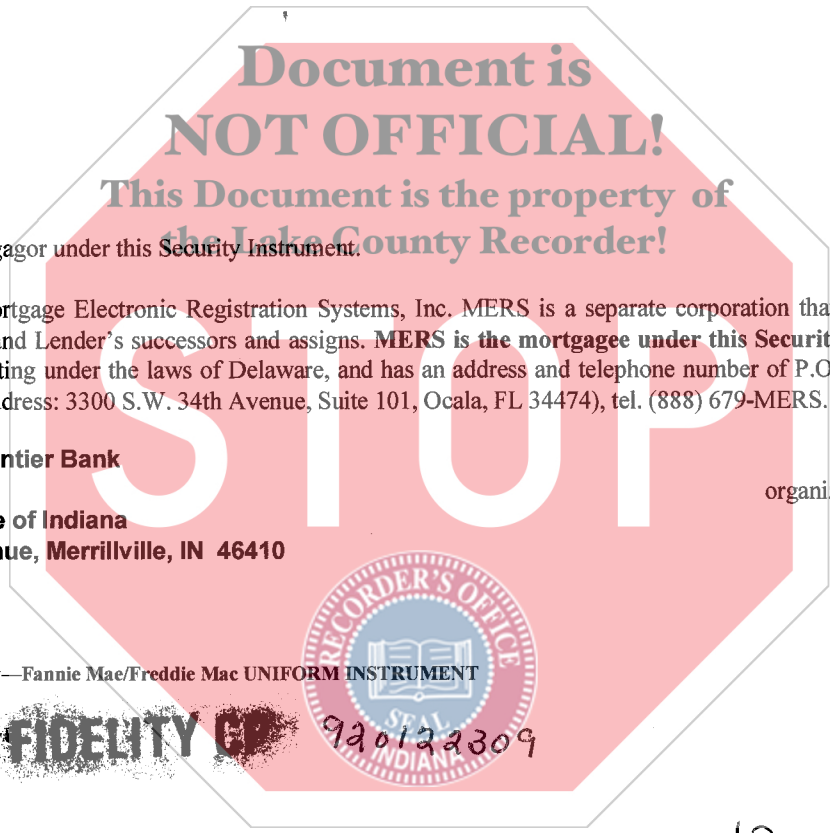 Document is
NOT OFFICIAL!
This Document is the property of
the Lake County Recorder!
gagor under this Security Instrument.
ortgage Electronic Registration Systems, Inc. MERS is a separate corporation tha
nd Lender's successors and assigns. MERS is the mortgagee under this Securit
ting under the laws of Delaware, and has an address and telephone number of P.O
dress: 3300 S.W. 34th Avenue, Suite 101, Ocala, FL 34474), tel. (888) 679-MERS.
STOP
ntier Bank
organi
e of Indiana
nue, Merrillville, IN 46410
RECORDER'S OFFICE
SEAL
INDIANA
—Fannie Mae/Freddie Mac UNIFORM INSTRUMENT
FIDELITY CP
920122309